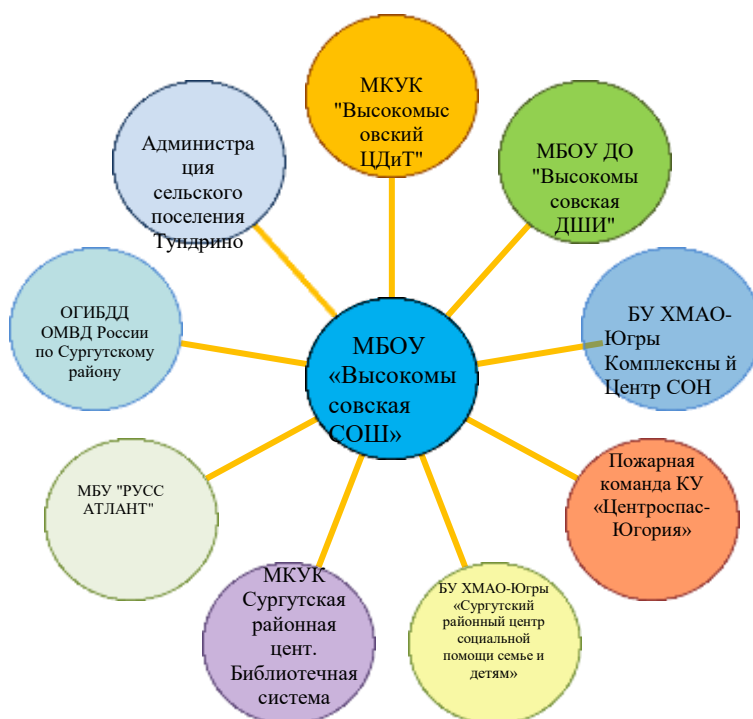 МКУК
"Высокомыс
овский
ЦДиТ"
МБОУ ДО
"Высокомы
совская
ДШИ"
БУ ХМАО-
Югры
Комплексны й
Центр СОН
Пожарная
команда КУ
«Центроспас-
Югория»
БУ ХМАО-Югры
«Сургутский
районный центр
социальной
помощи семье и
детям»
МКУК
Сургутская
районная
цент.
Библиотечная
система
МБУ "РУСС
АТЛАНТ"
ОГИБДД
ОМВД России
по Сургутскому
району
Администра
ция
сельского
поселения
Тундрино
МБОУ
«Высокомы
совская
СОШ»